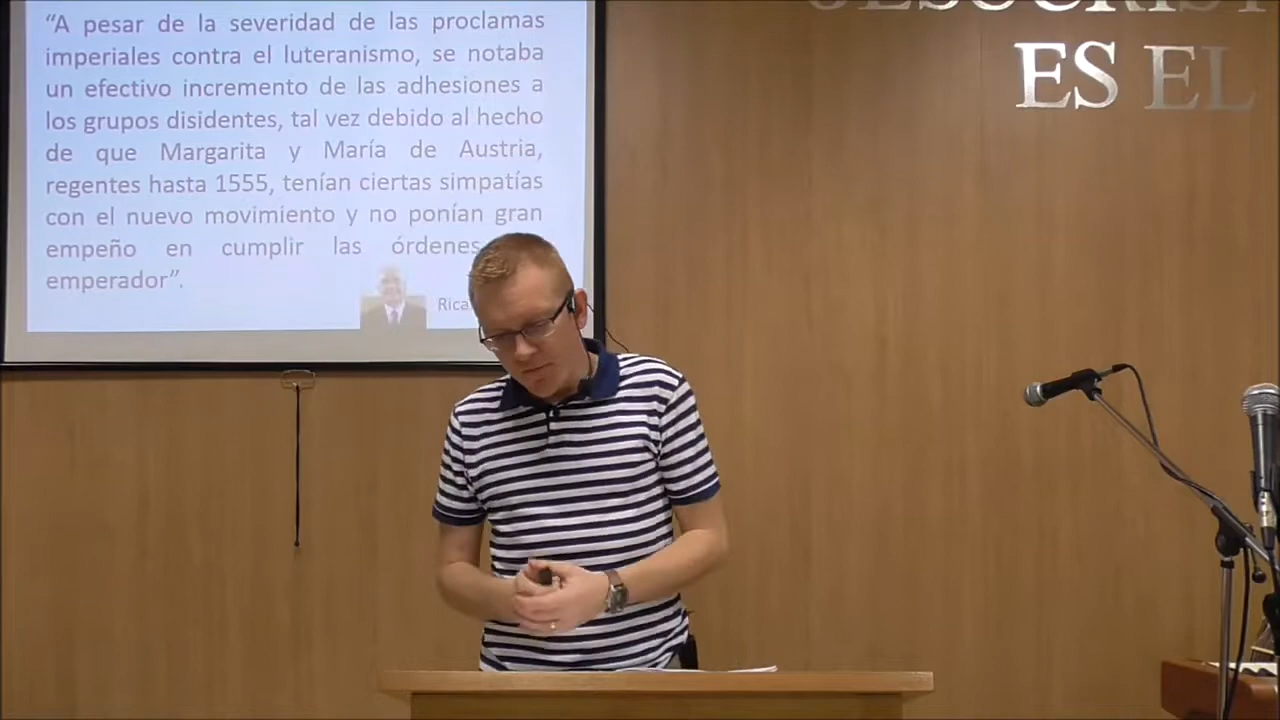 “A pesar de la severidad de las proclamas
imperiales contra el luteranismo, se notaba
un efectivo incremento de las adhesiones a
los grupos disidentes, tal vez debido al hecho
de que Margarita y María de Austria,
regentes hasta 1555, tenían ciertas simpatías
con el nuevo movimiento y no ponían gran
empeño en cumplir las órdenes
emperador”.
ES EL